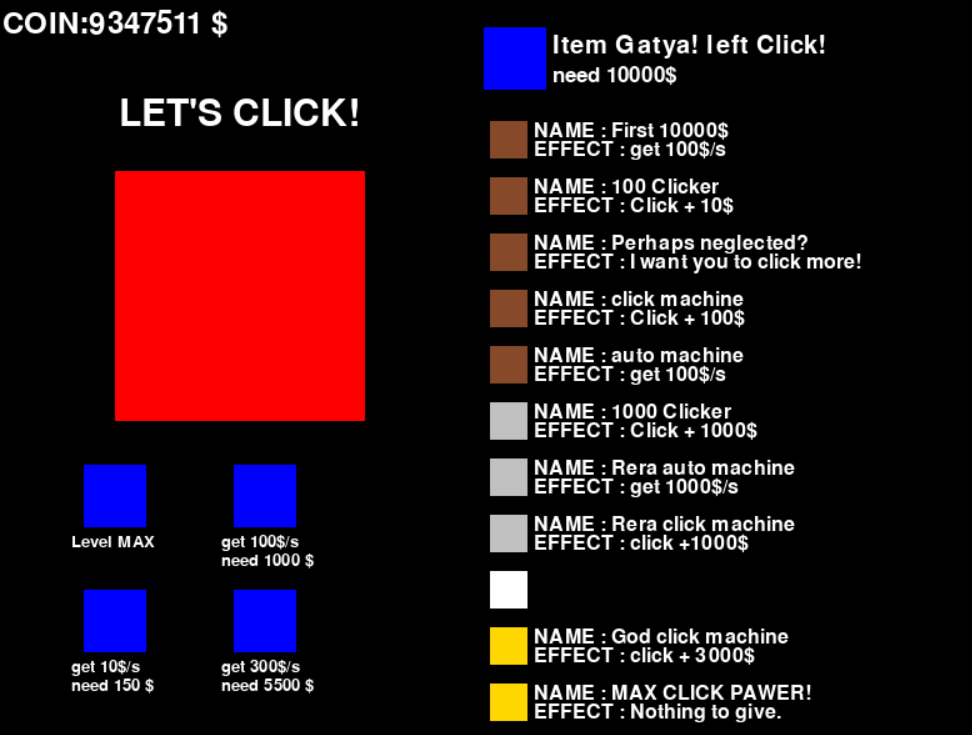 COIN:9347511 $
LET'S CLICK!
Level MAX
get 100$/s
need 1000 $
get 10$/s
need 150 $
get 300$/s
need 5500 $
Item Gatya! left Click!
need 10000$
NAME : First 10000$
EFFECT : get 100$/s
NAME : 100 Clicker
EFFECT : Click + 10$
NAME : Perhaps neglected?
EFFECT : I want you to click more!
NAME : click machine
EFFECT : Click + 100$
NAME : auto machine
EFFECT : get 100$/s
NAME : 1000 Clicker
EFFECT : Click + 1000$
NAME : Rera auto machine
EFFECT : get 1000$/s
NAME : Rera click machine
EFFECT : click +1000$
NAME : God click machine
EFFECT : click + 3000$
NAME : MAX CLICK PAWER!
EFFECT : Nothing to give.